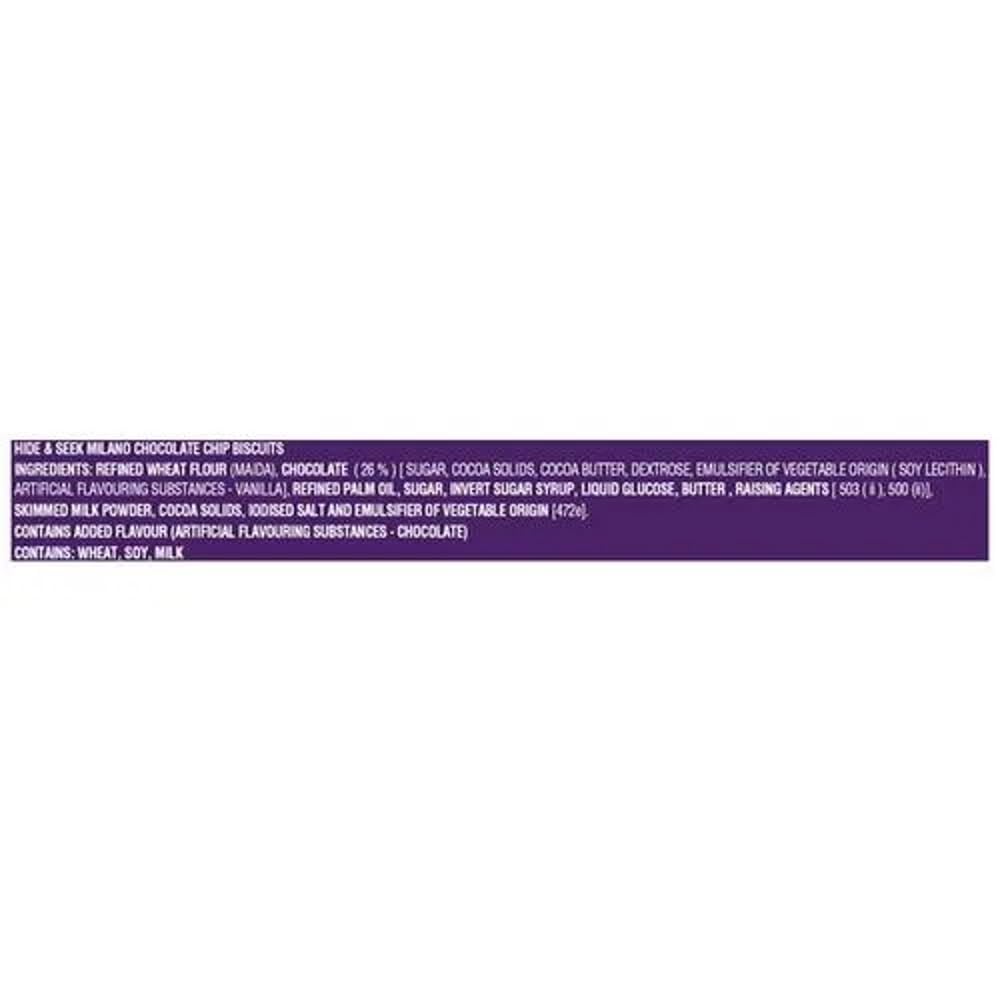 HIDE & SEEK MILANO CHOCOLATE CHIP BISCUITS
INGREDIENTS: REFINED WHEAT FLOUR (MAIDA), CHOCOLATE ( 26 % ) [ SUGAR, COCOA SOLIDS, COCOA BUTTER, DEXTROSE, EMULSIFIER OF VEGETABLE ORIGIN ( SOY LECITHIN ),
ARTIFICIAL FLAVOURING SUBSTANCES - VANILLA], REFINED PALM OIL, SUGAR, INVERT SUGAR SYRUP, LIQUID GLUCOSE, BUTTER , RAISING AGENTS [ 503 ( ii ), 500 (ii)],
SKIMMED MILK POWDER, COCOA SOLIDS, IODISED SALT AND EMULSIFIER OF VEGETABLE ORIGIN [472e].
CONTAINS ADDED FLAVOUR (ARTIFICIAL FLAVOURING SUBSTANCES - CHOCOLATE)
CONTAINS: WHEAT, SOY, MILK